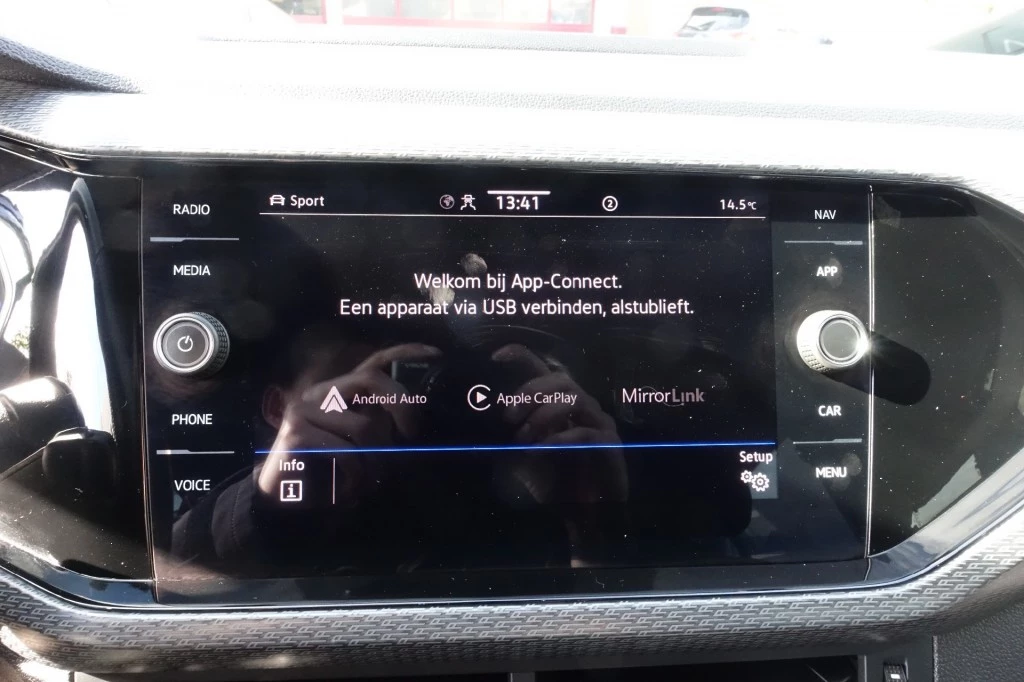 RADIO
MEDIA
PHONE
VOICE
Sport 13:41 2 14.5°C
Welkom bij App-Connect.
Een apparaat via USB verbinden, alstublieft.
Android Auto Apple CarPlay MirrorLink
Info Setup
i
NAV
APP
CAR
MENU